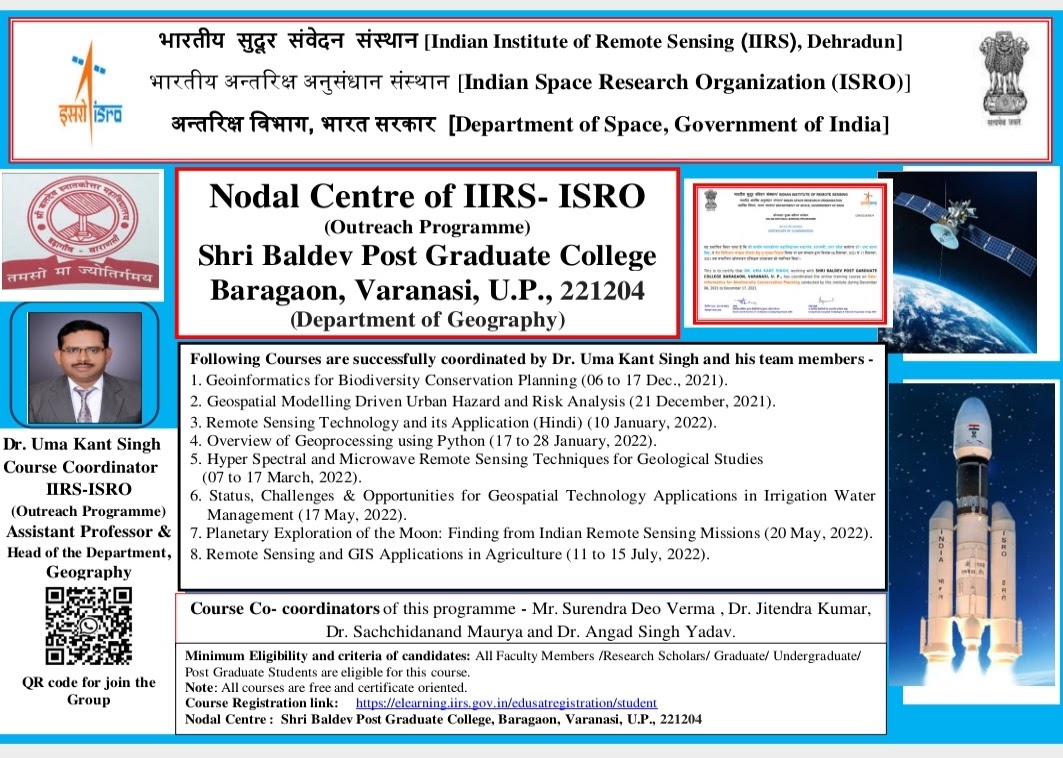 भारतीय सुदूर संवेदन संस्थान [Indian Institute of Remote Sensing (IIRS), Dehradun]
भारतीय अन्तरिक्ष अनुसंधान संस्थान [Indian Space Research Organization (ISRO)]
अन्तरिक्ष विभाग, भारत सरकार [Department of Space, Government of India]
इसरो isro
सत्यमेव जयते
तमसो मा ज्योतिर्गमय
Nodal Centre of IIRS- ISRO
(Outreach Programme)
Shri Baldev Post Graduate College
Baragaon, Varanasi, U.P., 221204
(Department of Geography)
Dr. Uma Kant Singh
Course Coordinator
IIRS-ISRO
(Outreach Programme)
Assistant Professor &
Head of the Department,
Geography
QR code for join the
Group
Following Courses are successfully coordinated by Dr. Uma Kant Singh and his team members -
1. Geoinformatics for Biodiversity Conservation Planning (06 to 17 Dec., 2021).
2. Geospatial Modelling Driven Urban Hazard and Risk Analysis (21 December, 2021).
3. Remote Sensing Technology and its Application (Hindi) (10 January, 2022).
4. Overview of Geoprocessing using Python (17 to 28 January, 2022).
5. Hyper Spectral and Microwave Remote Sensing Techniques for Geological Studies
(07 to 17 March, 2022).
6. Status, Challenges & Opportunities for Geospatial Technology Applications in Irrigation Water
Management (17 May, 2022).
7. Planetary Exploration of the Moon: Finding from Indian Remote Sensing Missions (20 May, 2022).
8. Remote Sensing and GIS Applications in Agriculture (11 to 15 July, 2022).
Course Co- coordinators of this programme - Mr. Surendra Deo Verma , Dr. Jitendra Kumar,
Dr. Sachchidanand Maurya and Dr. Angad Singh Yadav.
Minimum Eligibility and criteria of candidates: All Faculty Members /Research Scholars/ Graduate/ Undergraduate/
Post Graduate Students are eligible for this course.
Note: All courses are free and certificate oriented.
Course Registration link: https://elearning.iirs.gov.in/edusatregistration/student
Nodal Centre : Shri Baldev Post Graduate College, Baragaon, Varanasi, U.P., 221204
INDIA
ISRO